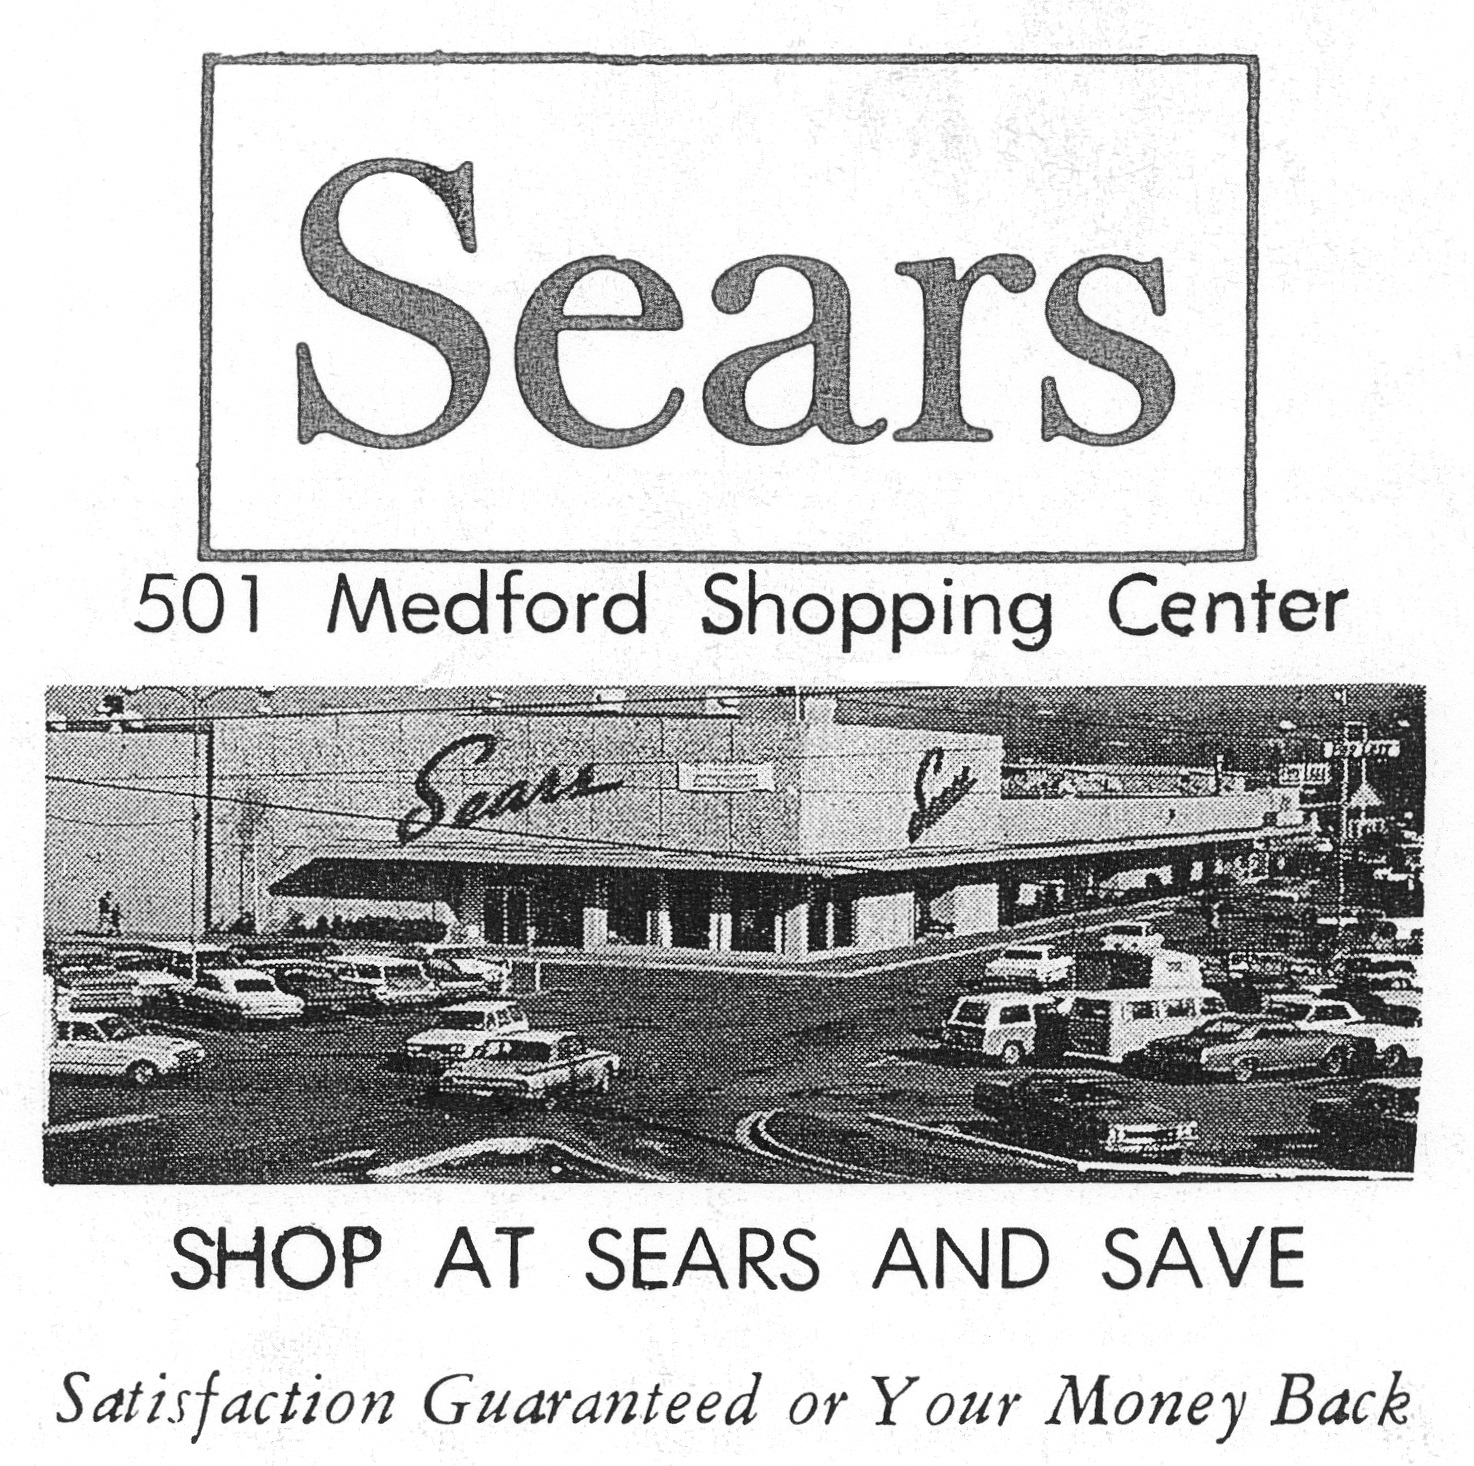 Sears
501 Medford Shopping Center
Sears
Sears
SHOP AT SEARS AND SAVE
Satisfaction Guaranteed or Your Money Back